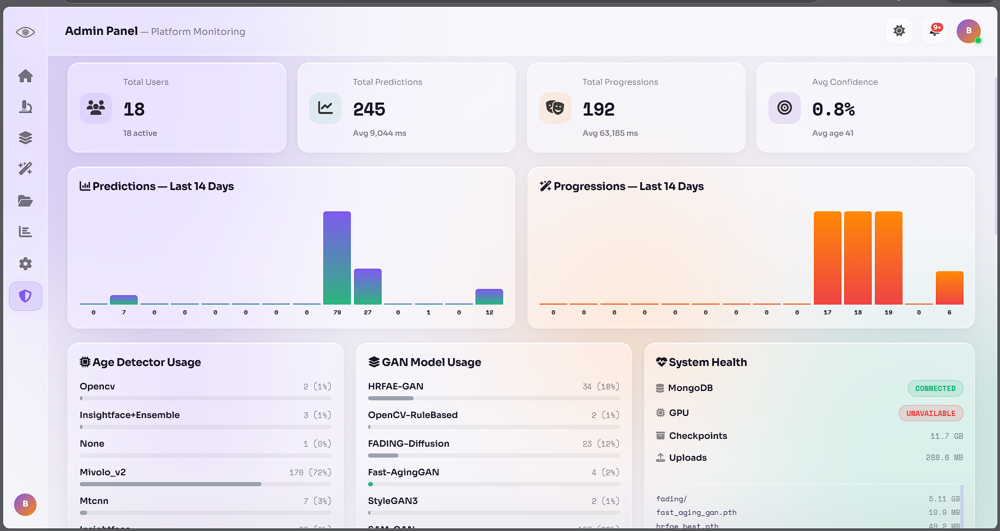 Admin Panel — Platform Monitoring
9+
B
Total Users
18
18 active
Total Predictions
245
Avg 9,044 ms
Total Progressions
192
Avg 63,185 ms
Avg Confidence
0.8%
Avg age 41
Predictions — Last 14 Days
0 7 0 0 0 0 0 0 79 27 0 1 0 12
Progressions — Last 14 Days
0 0 0 0 0 0 0 0 0 17 18 19 0 6
Age Detector Usage
Opencv 2 (1%)
Insightface+Ensemble 3 (1%)
None 1 (0%)
Mivolo_v2 176 (72%)
Mtcnn 7 (3%)
Insightface
GAN Model Usage
HRFAE-GAN 34 (18%)
OpenCV-RuleBased 2 (1%)
FADING-Diffusion 23 (12%)
Fast-AgingGAN 4 (2%)
StyleGAN3 2 (1%)
SAM-GAN
System Health
MongoDB CONNECTED
GPU UNAVAILABLE
Checkpoints 11.7 GB
Uploads 288.6 MB
fading/ 5.11 GB
fast_aging_gan.pth 10.9 MB
hrfae_best.pth 49.2 MB
B